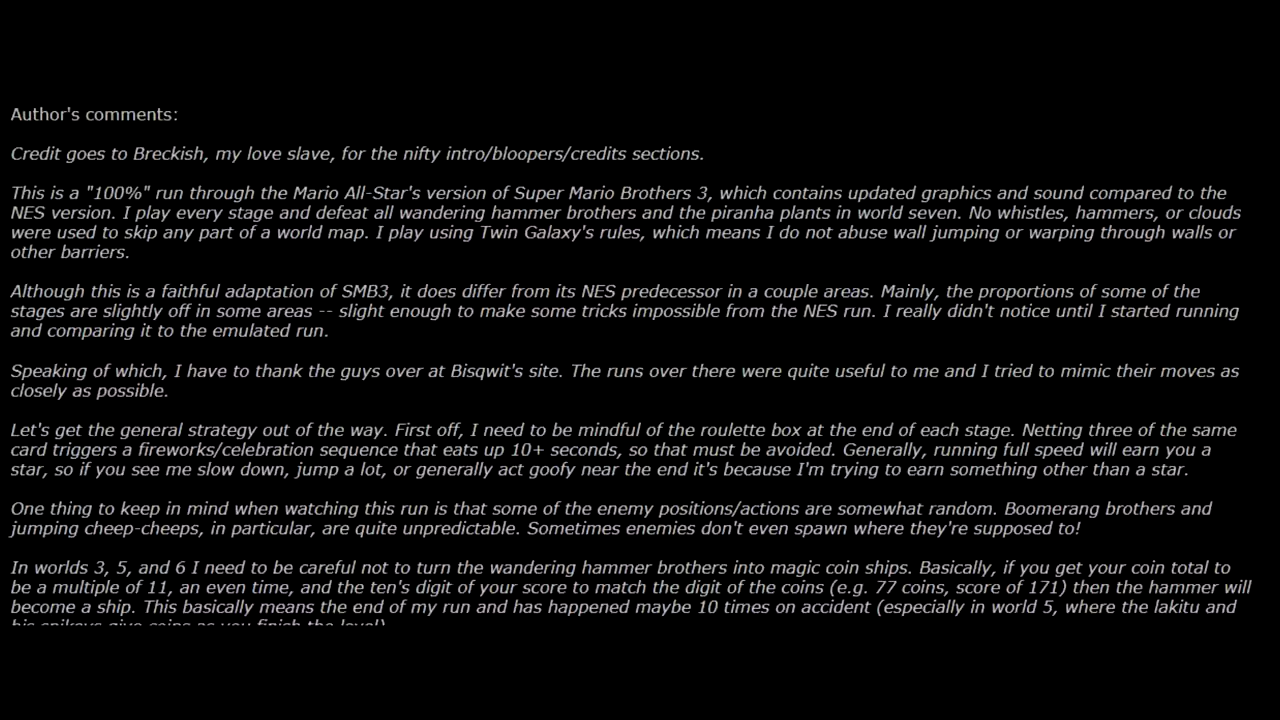 Author's comments:
Credit goes to Breckish, my love slave, for the nifty intro/bloopers/credits sections.
This is a "100%" run through the Mario All-Star's version of Super Mario Brothers 3, which contains updated graphics and sound compared to the
NES version. I play every stage and defeat all wandering hammer brothers and the piranha plants in world seven. No whistles, hammers, or clouds
were used to skip any part of a world map. I play using Twin Galaxy's rules, which means I do not abuse wall jumping or warping through walls or
other barriers.
Although this is a faithful adaptation of SMB3, it does differ from its NES predecessor in a couple areas. Mainly, the proportions of some of the
stages are slightly off in some areas -- slight enough to make some tricks impossible from the NES run. I really didn't notice until I started running
and comparing it to the emulated run.
Speaking of which, I have to thank the guys over at Bisqwit's site. The runs over there were quite useful to me and I tried to mimic their moves as
closely as possible.
Let's get the general strategy out of the way. First off, I need to be mindful of the roulette box at the end of each stage. Netting three of the same
card triggers a fireworks/celebration sequence that eats up 10+ seconds, so that must be avoided. Generally, running full speed will earn you a
star, so if you see me slow down, jump a lot, or generally act goofy near the end it's because I'm trying to earn something other than a star.
One thing to keep in mind when watching this run is that some of the enemy positions/actions are somewhat random. Boomerang brothers and
jumping cheep-cheeps, in particular, are quite unpredictable. Sometimes enemies don't even spawn where they're supposed to!
In worlds 3, 5, and 6 I need to be careful not to turn the wandering hammer brothers into magic coin ships. Basically, if you get your coin total to
be a multiple of 11, an even time, and the ten's digit of your score to match the digit of the coins (e.g. 77 coins, score of 171) then the hammer will
become a ship. This basically means the end of my run and has happened maybe 10 times on accident (especially in world 5, where the lakitu and
his spikeys give coins as you finish the level)